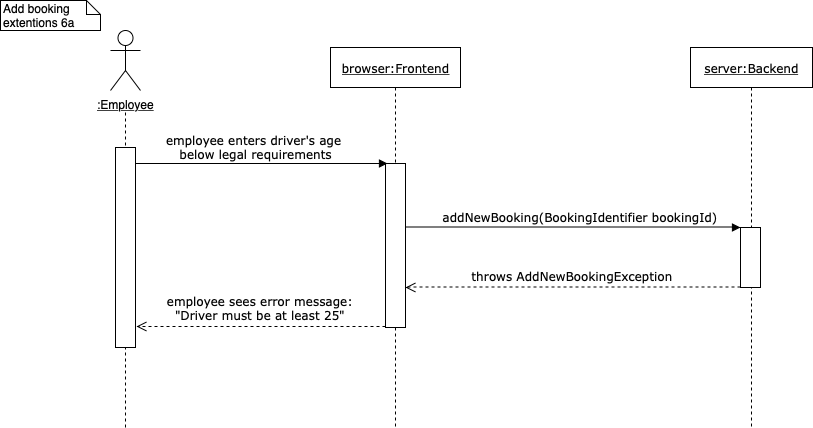 Add booking
extentions 6a
:Employee
browser:Frontend
server:Backend
employee enters driver's age
below legal requirements
addNewBooking(BookingIdentifier bookingId)
throws AddNewBookingException
employee sees error message:
"Driver must be at least 25"